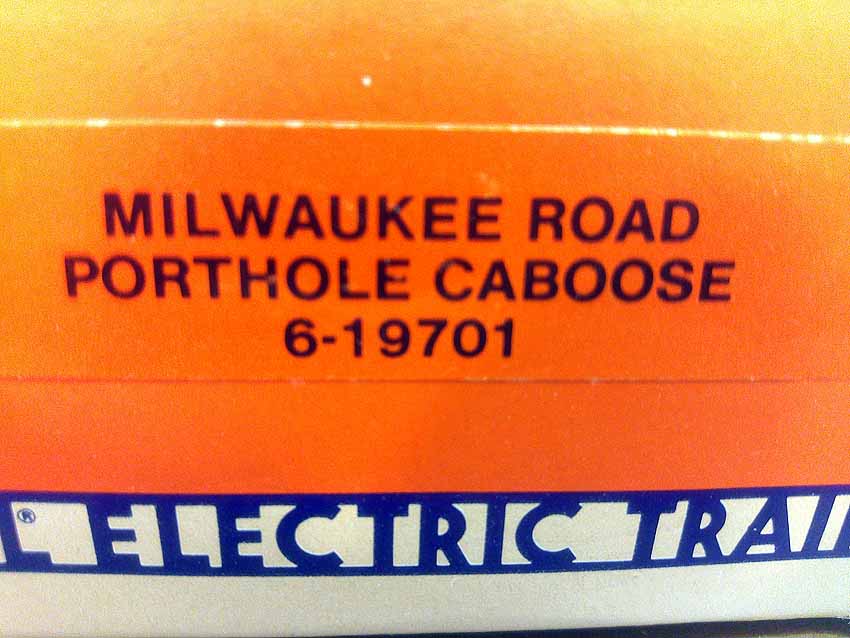 MILWAUKEE ROAD
PORTHOLE CABOOSE
6-19701
L® ELECTRIC TRAI